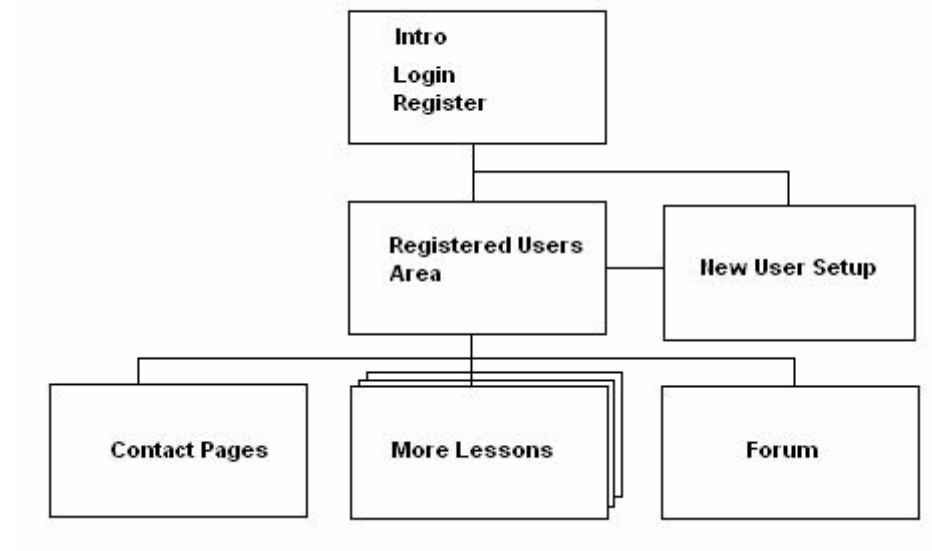 Intro
Login
Register
Registered Users
Area
New User Setup
Contact Pages
More Lessons
Forum